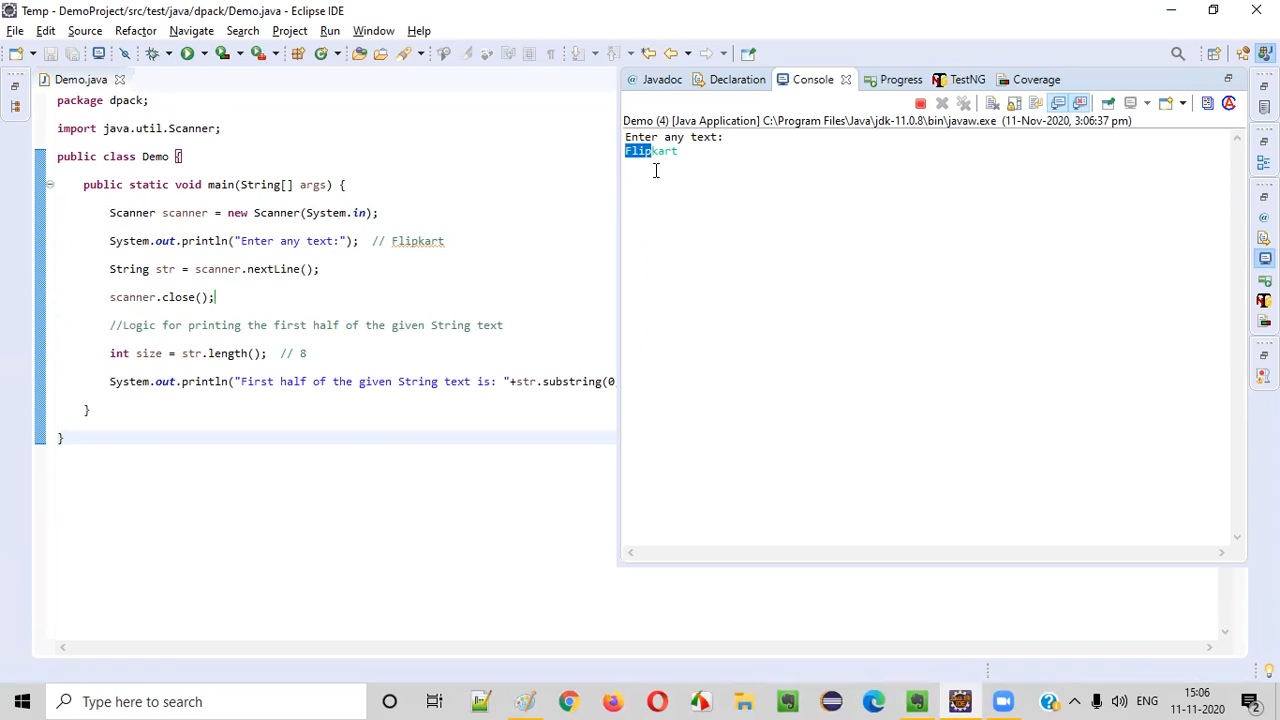 Temp - DemoProject/src/test/java/dpack/Demo.java - Eclipse IDE
File Edit Source Refactor Navigate Search Project Run Window Help
Demo.java
Javadoc Declaration Console Progress TestNG Coverage
package dpack;
import java.util.Scanner;
public class Demo {
public static void main(String[] args) {
Scanner scanner = new Scanner(System.in);
System.out.println("Enter any text:"); // Flipkart
String str = scanner.nextLine();
scanner.close();
//Logic for printing the first half of the given String text
int size = str.length(); // 8
System.out.println("First half of the given String text is: "+str.substring(0,
}
}
Demo (4) [Java Application] C:\Program Files\Java\jdk-11.0.8\bin\javaw.exe (11-Nov-2020, 3:06:37 pm)
Enter any text:
Flipkart
Type here to search
ENG
15:06
11-11-2020
2